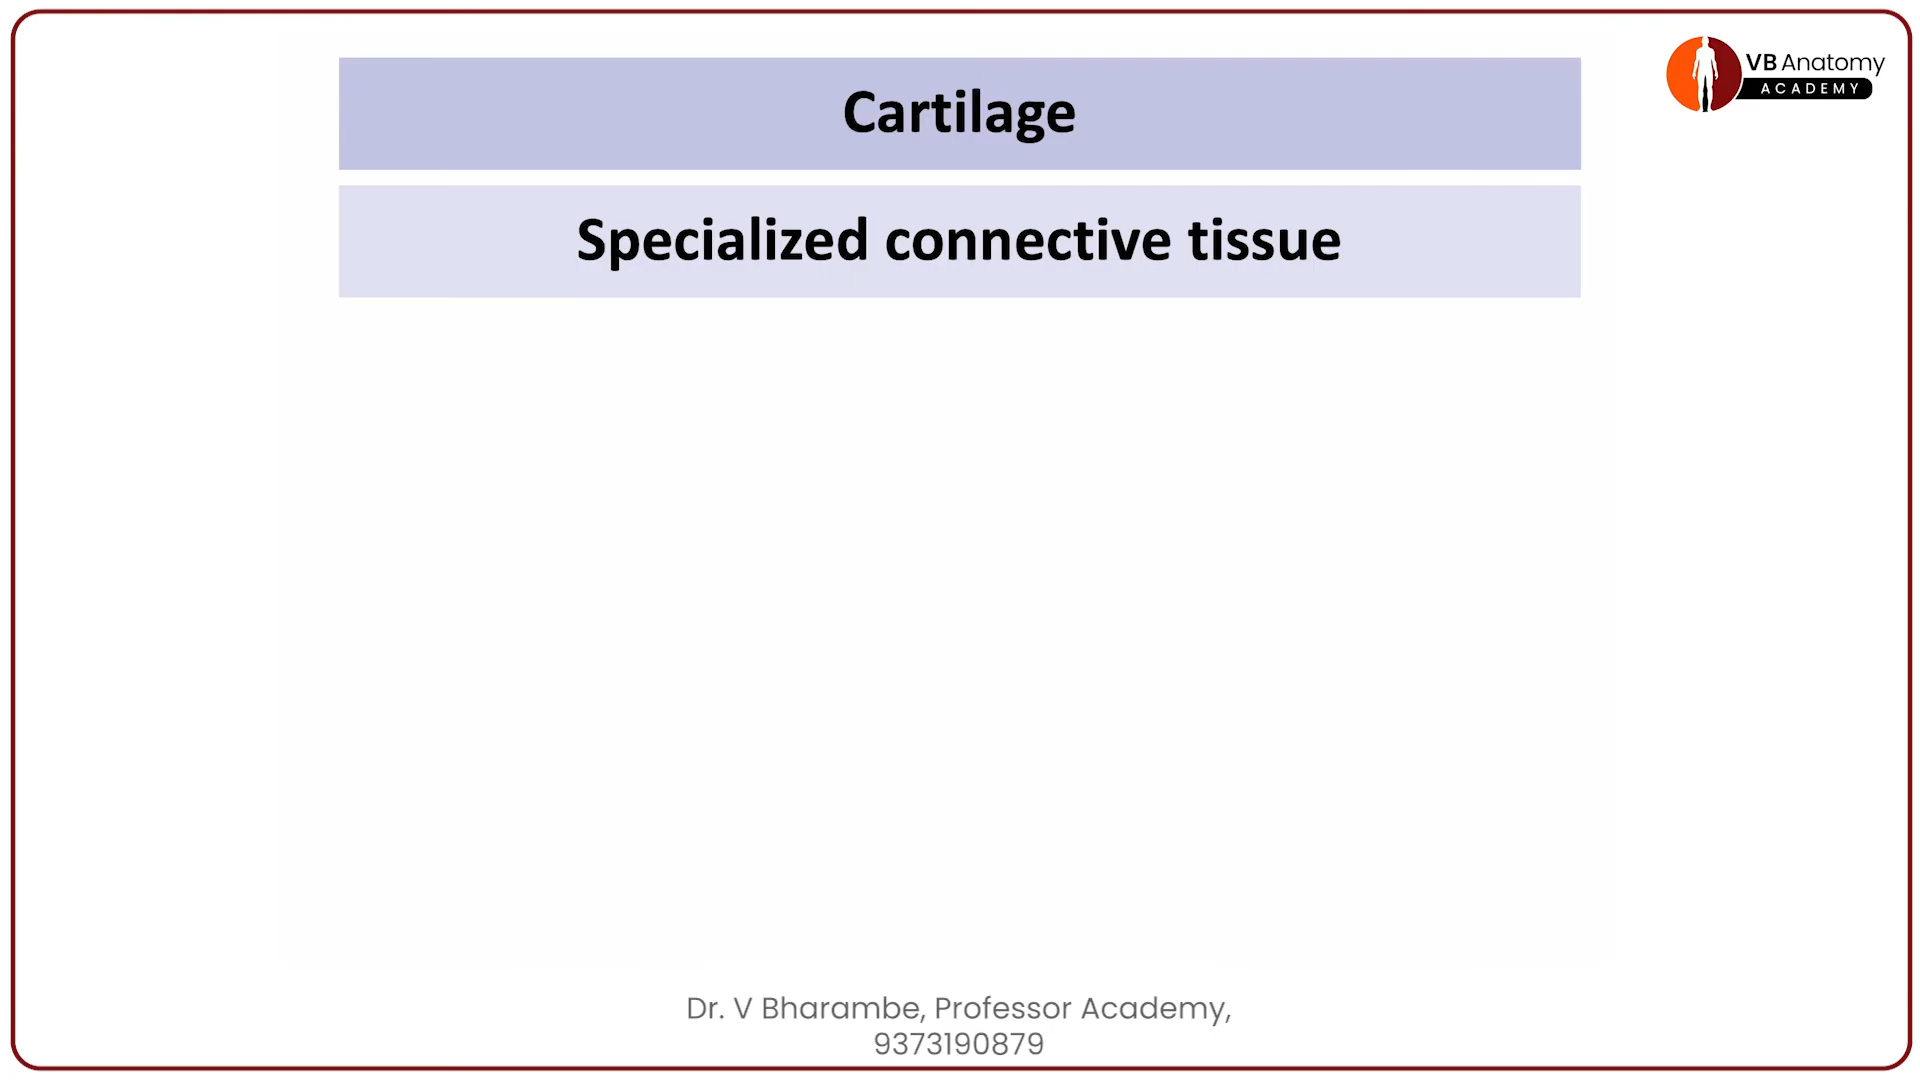 VB Anatomy
ACADEMY
Cartilage
Specialized connective tissue
Dr. V Bharambe, Professor Academy,
9373190879